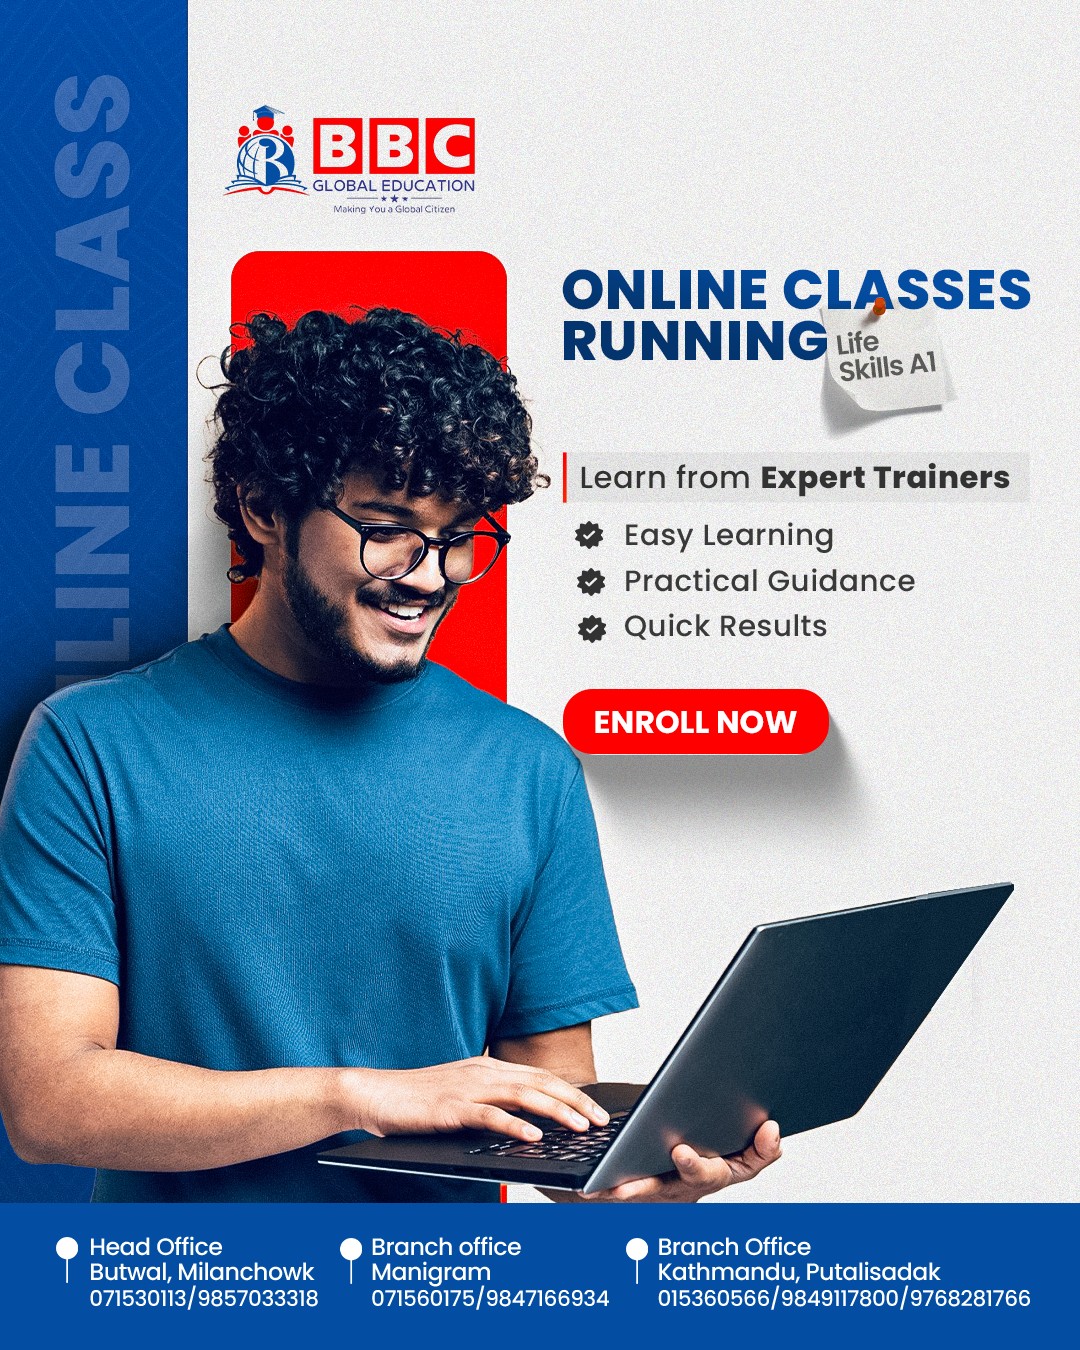 BBC
GLOBAL EDUCATION
Making You a Global Citizen
ONLINE CLASSES
RUNNING
Life
Skills A1
Learn from Expert Trainers
Easy Learning
Practical Guidance
Quick Results
ENROLL NOW
LINE CLASS
Head Office
Butwal, Milanchowk
071530113/9857033318
Branch office
Manigram
071560175/9847166934
Branch Office
Kathmandu, Putalisadak
015360566/9849117800/9768281766